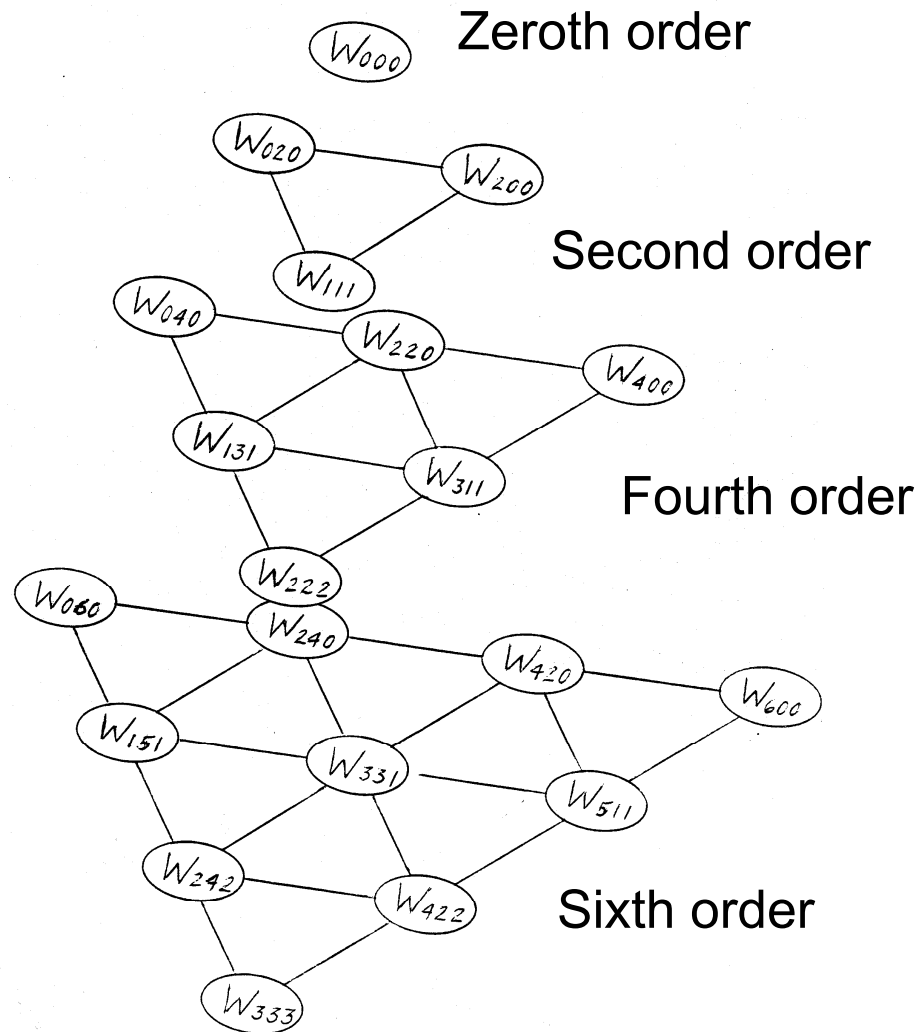 W000 Zeroth order
W020
W200
Second order
W111
W040
W220
W400
W131
W311
Fourth order
W222
W060
W240
W420
W600
W151
W331
W511
W242
W422
Sixth order
W333